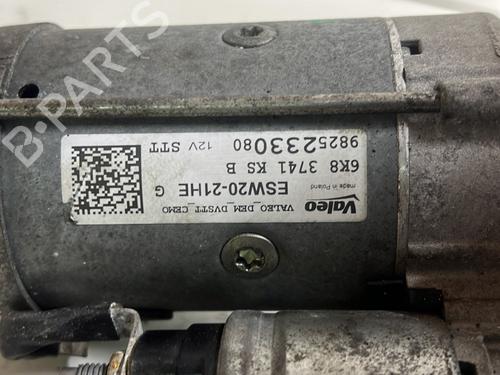 Valeo
made in Poland
VALEO_DEM_DVSTT_CEMO
ESW20-21HE G
6K8 3741 KS B
9825233080 12V STT
B-PARTS